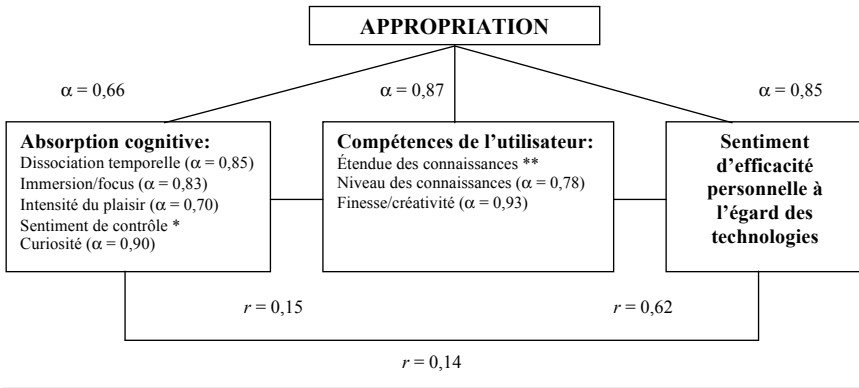 APPROPRIATION
α = 0,66
α = 0,87
α = 0,85
Absorption cognitive:
Dissociation temporelle (α = 0,85)
Immersion/focus (α = 0,83)
Intensité du plaisir (α = 0,70)
Sentiment de contrôle *
Curiosité (α = 0,90)
Compétences de l’utilisateur:
Étendue des connaissances **
Niveau des connaissances (α = 0,78)
Finesse/créativité (α = 0,93)
Sentiment
d’efficacité
personnelle à
l’égard des
technologies
r = 0,15
r = 0,62
r = 0,14